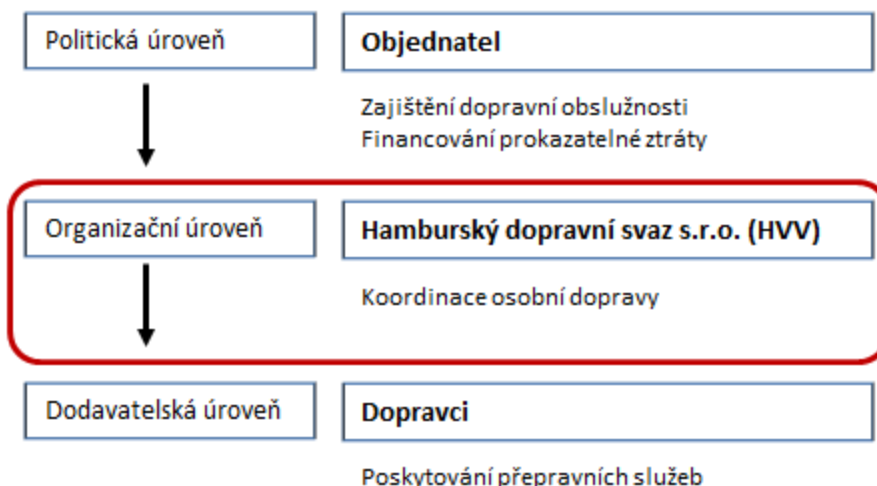 Politická úroveň
Objednatel
Zajištění dopravní obslužnosti
Financování prokazatelné ztráty
Organizační úroveň
Hamburský dopravní svaz s.r.o. (HVV)
Koordinace osobní dopravy
Dodavatelská úroveň
Dopravci
Poskytování přepravních služeb